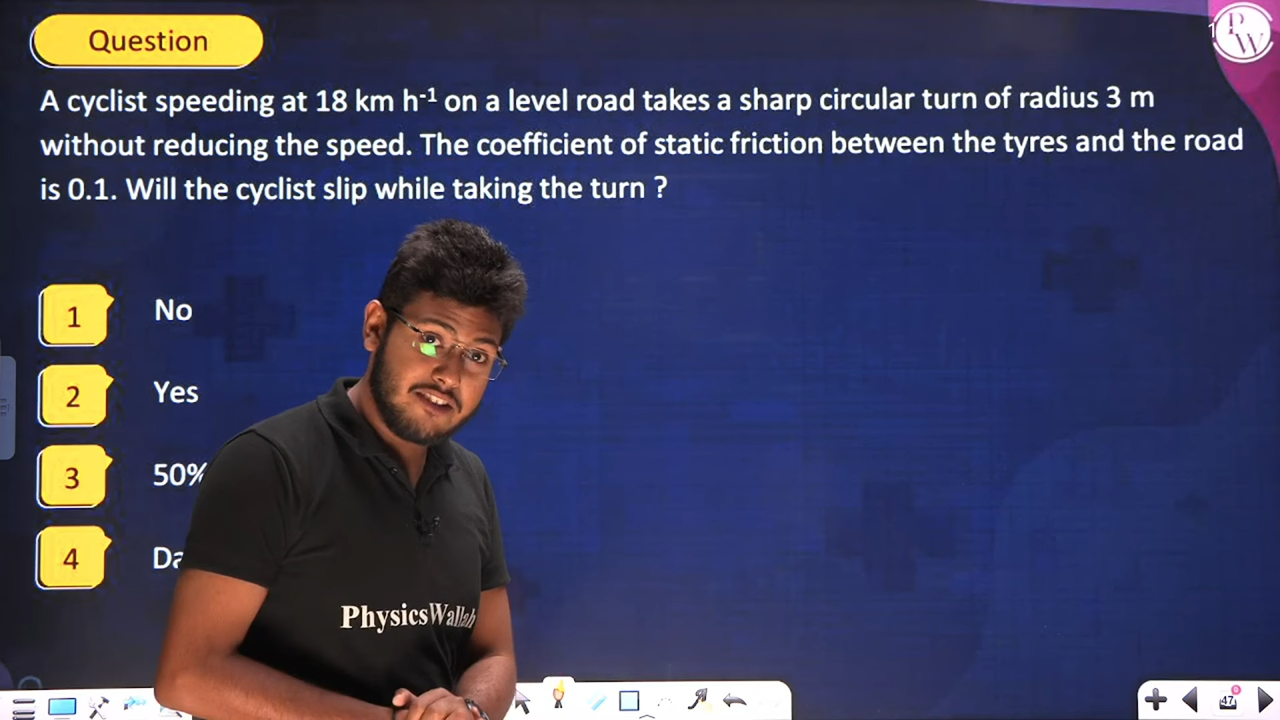 Question
A cyclist speeding at 18 km h⁻¹ on a level road takes a sharp circular turn of radius 3 m
without reducing the speed. The coefficient of static friction between the tyres and the road
is 0.1. Will the cyclist slip while taking the turn ?
1 No
2 Yes
3 50%
4
PhysicsWallah
P
W
47